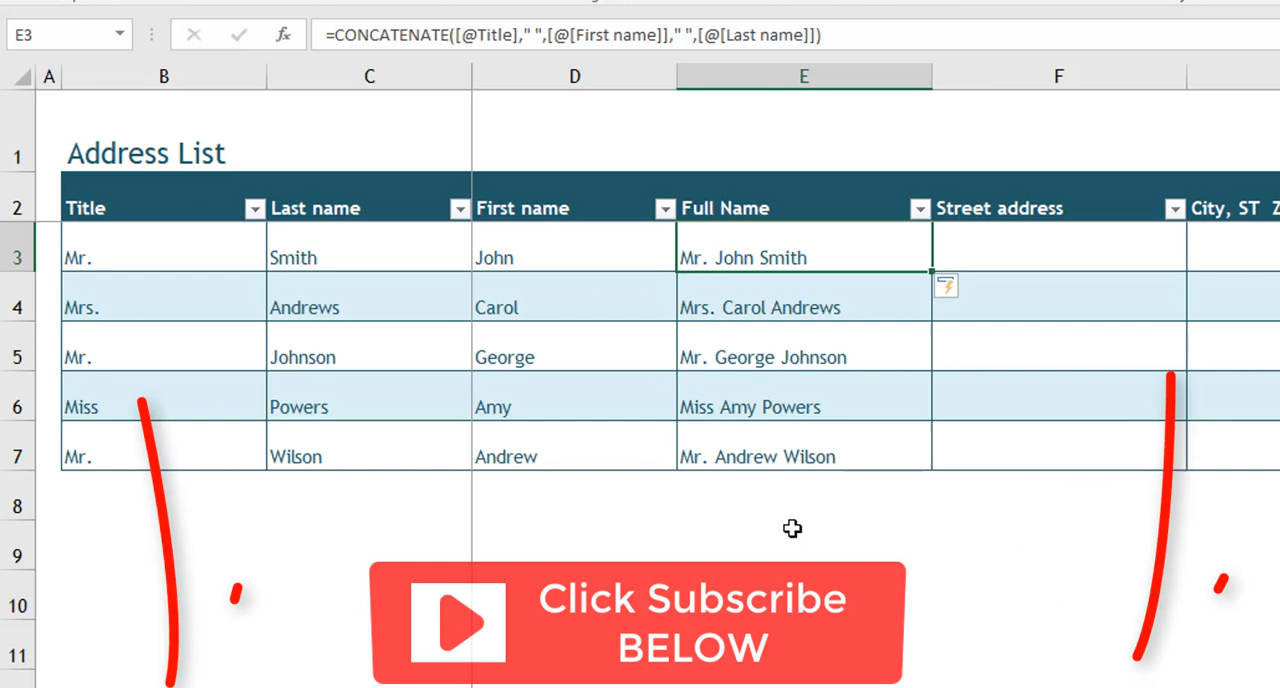 E3 fx =CONCATENATE([@Title]," ",[@[First name]]," ",[@[Last name]])
A B C D E F
1 Address List
2 Title Last name First name Full Name Street address City, ST
3 Mr. Smith John Mr. John Smith
4 Mrs. Andrews Carol Mrs. Carol Andrews
5 Mr. Johnson George Mr. George Johnson
6 Miss Powers Amy Miss Amy Powers
7 Mr. Wilson Andrew Mr. Andrew Wilson
8
9
10
11
Click Subscribe
BELOW